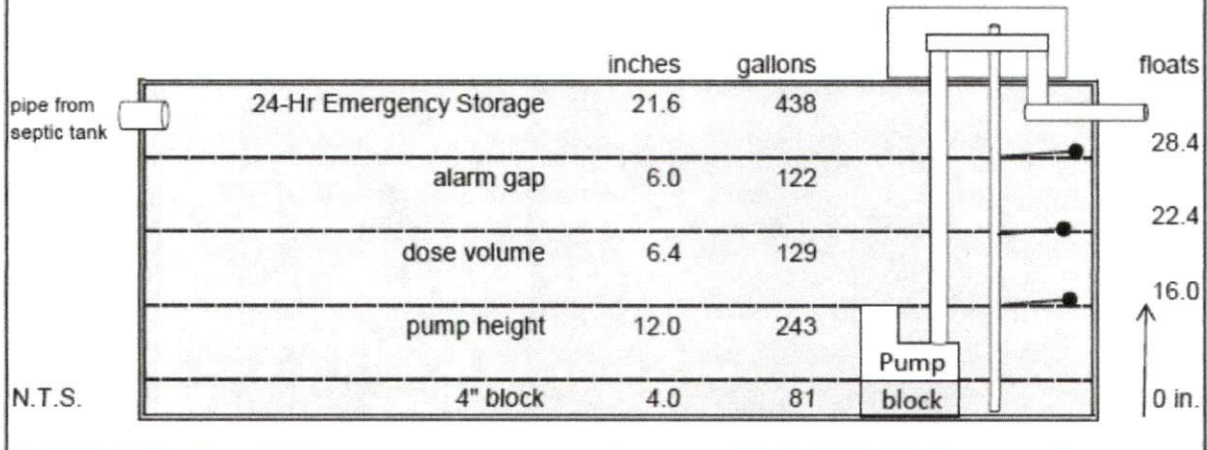 inches gallons floats
pipe from
septic tank
24-Hr Emergency Storage 21.6 438
28.4
alarm gap 6.0 122
22.4
dose volume 6.4 129
16.0
pump height 12.0 243
Pump
N.T.S. 4" block 4.0 81 block 0 in.